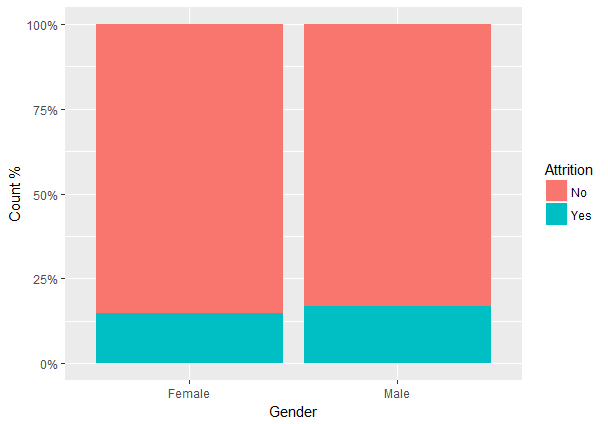 100%
75%
50%
25%
0%
Count %
Female Male
Gender
Attrition
No
Yes